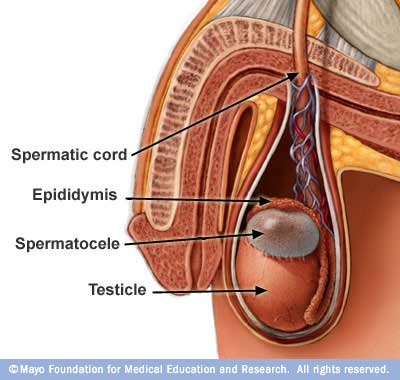 Spermatic cord
Epididymis
Spermatocele
Testicle
© Mayo Foundation for Medical Education and Research. All rights reserved.